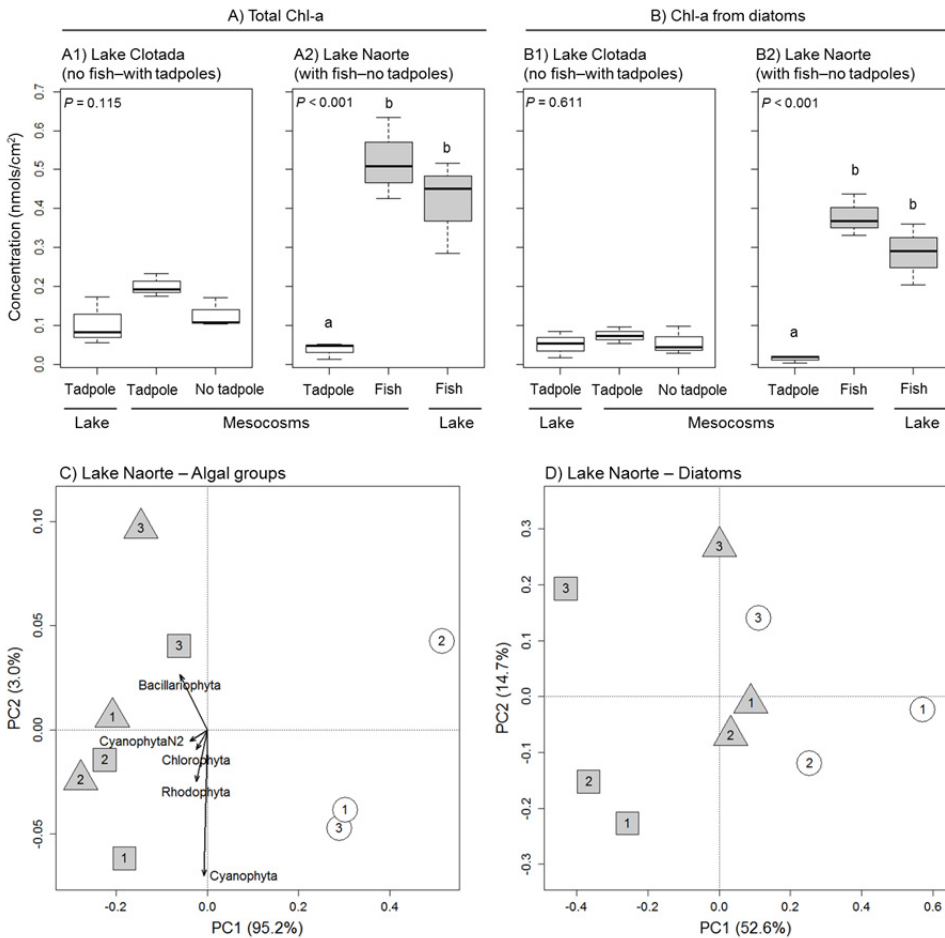 A) Total Chl-a
B) Chl-a from diatoms
A1) Lake Clotada
(no fish–with tadpoles)
A2) Lake Naorte
(with fish–no tadpoles)
B1) Lake Clotada
(no fish–with tadpoles)
B2) Lake Naorte
(with fish–no tadpoles)
Concentration (nmols/cm²)
0.7
0.6
0.5
0.4
0.3
0.2
0.1
0.0
P = 0.115
P < 0.001
a
b
b
P = 0.611
P < 0.001
a
b
b
Tadpole Tadpole No tadpole Tadpole Fish Fish
Lake Mesocosms Lake
Tadpole Tadpole No tadpole Tadpole Fish Fish
Lake Mesocosms Lake
C) Lake Naorte – Algal groups
PC2 (3.0%)
0.10
0.05
0.00
-0.05
3
3
2
1
2
2
1
1
3
Bacillariophyta
CyanophytaN2
Chlorophyta
Rhodophyta
Cyanophyta
-0.2 0.0 0.2 0.4
PC1 (95.2%)
D) Lake Naorte – Diatoms
PC2 (14.7%)
0.3
0.2
0.1
0.0
-0.1
-0.2
-0.3
3
3
3
1
1
2
2
2
1
-0.4 -0.2 0.0 0.2 0.4 0.6
PC1 (52.6%)